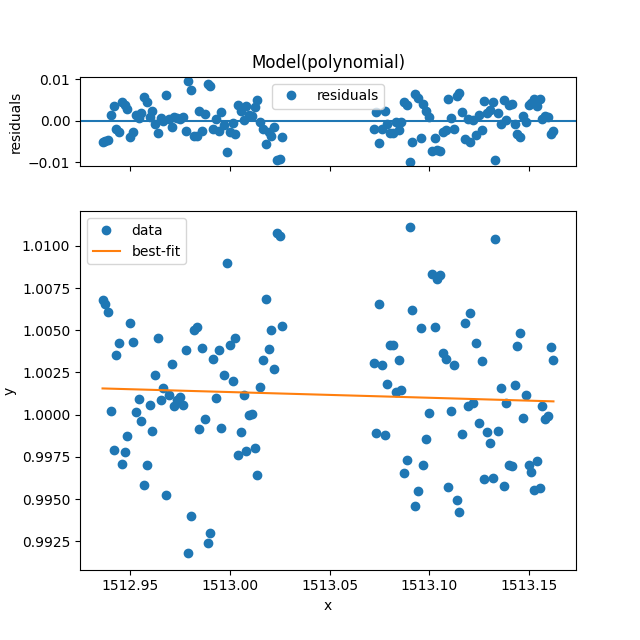 Model(polynomial)
0.01
0.00
−0.01
residuals
residuals
1.0100
1.0075
1.0050
1.0025
1.0000
0.9975
0.9950
0.9925
y
data
best-fit
1512.95 1513.00 1513.05 1513.10 1513.15
x